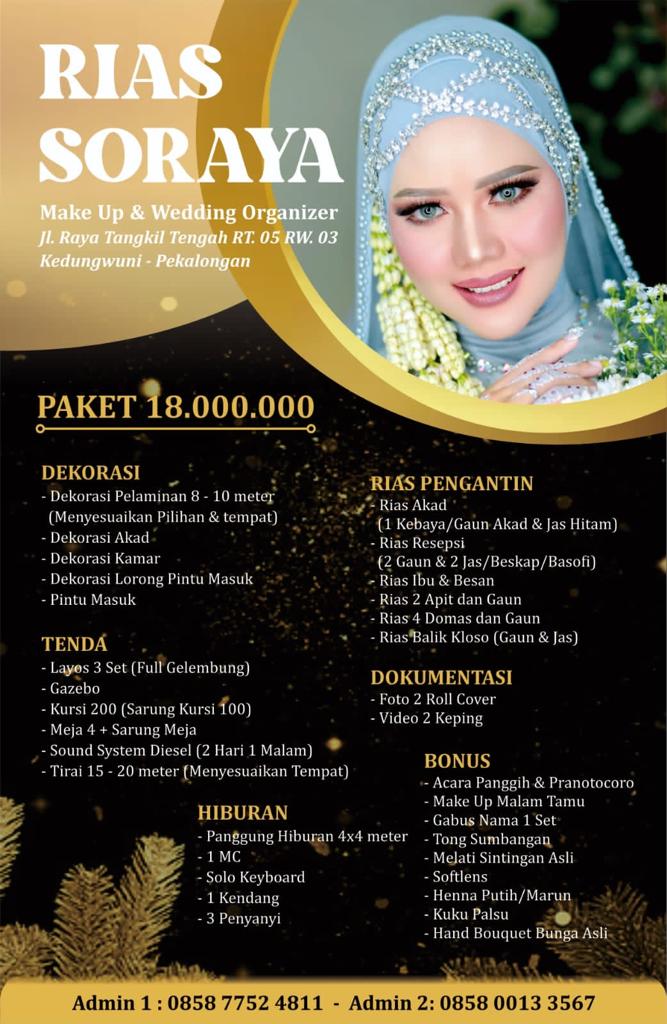 RIAS
SORAYA
Make Up & Wedding Organizer
Jl. Raya Tangkil Tengah RT. 05 RW. 03
Kedungwuni - Pekalongan
PAKET 18.000.000
DEKORASI
- Dekorasi Pelaminan 8 - 10 meter
(Menyesuaikan Pilihan & tempat)
- Dekorasi Akad
- Dekorasi Kamar
- Dekorasi Lorong Pintu Masuk
- Pintu Masuk
TENDA
- Layos 3 Set (Full Gelembung)
- Gazebo
- Kursi 200 (Sarung Kursi 100)
- Meja 4 + Sarung Meja
- Sound System Diesel (2 Hari 1 Malam)
- Tirai 15 - 20 meter (Menyesuaikan Tempat)
HIBURAN
- Panggung Hiburan 4x4 meter
- 1 MC
- Solo Keyboard
- 1 Kendang
- 3 Penyanyi
RIAS PENGANTIN
- Rias Akad
(1 Kebaya/Gaun Akad & Jas Hitam)
- Rias Resepsi
(2 Gaun & 2 Jas/Beskap/Basofi)
- Rias Ibu & Besan
- Rias 2 Apit dan Gaun
- Rias 4 Domas dan Gaun
- Rias Balik Kloso (Gaun & Jas)
DOKUMENTASI
- Foto 2 Roll Cover
- Video 2 Keping
BONUS
- Acara Panggih & Pranotocoro
- Make Up Malam Tamu
- Gabus Nama 1 Set
- Tong Sumbangan
- Melati Sintingan Asli
- Softlens
- Henna Putih/Marun
- Kuku Palsu
- Hand Bouquet Bunga Asli
Admin 1 : 0858 7752 4811 - Admin 2: 0858 0013 3567